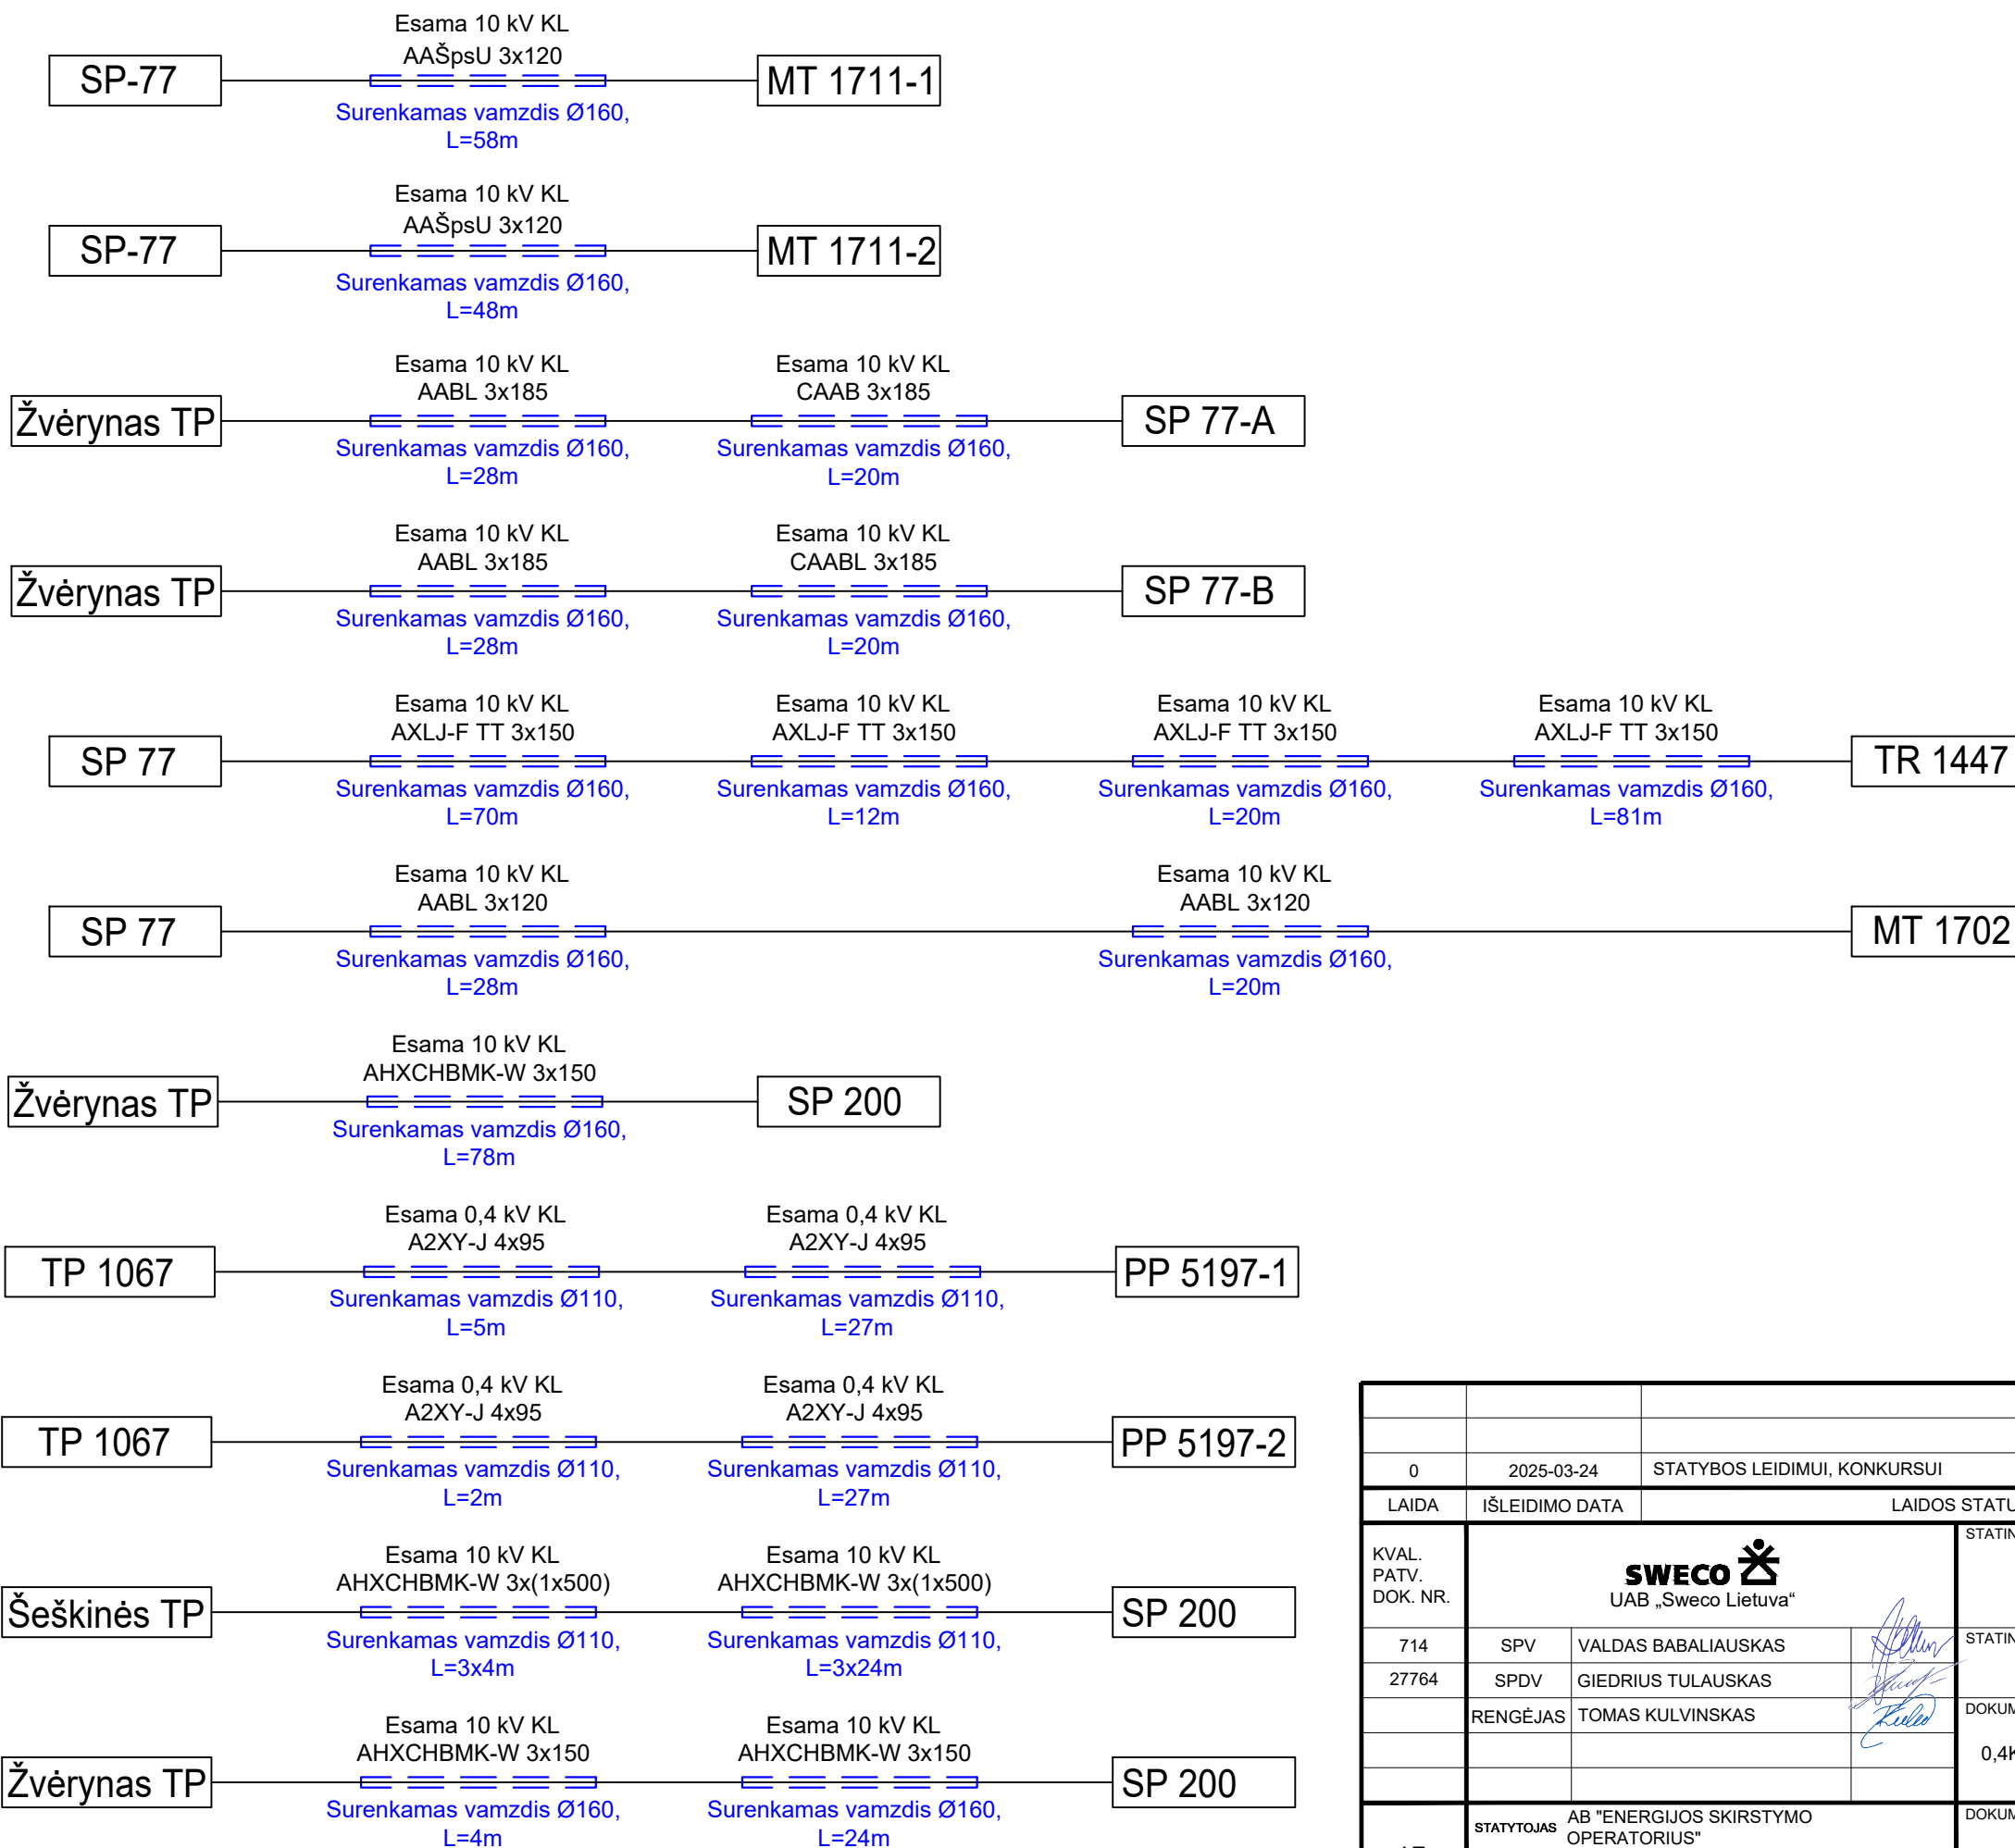 Esama 10 kV KL
AAŠpsU 3x120
SP-77
MT 1711-1
Surenkamas vamzdis Ø160,
L=58m
Esama 10 kV KL
AAŠpsU 3x120
SP-77
MT 1711-2
Surenkamas vamzdis Ø160,
L=48m
Esama 10 kV KL
AABL 3x185
Esama 10 kV KL
CAAB 3x185
Žvėrynas TP
SP 77-A
Surenkamas vamzdis Ø160,
L=28m
Surenkamas vamzdis Ø160,
L=20m
Esama 10 kV KL
AABL 3x185
Esama 10 kV KL
CAABL 3x185
Žvėrynas TP
SP 77-B
Surenkamas vamzdis Ø160,
L=28m
Surenkamas vamzdis Ø160,
L=20m
Esama 10 kV KL
AXLJ-F TT 3x150
Esama 10 kV KL
AXLJ-F TT 3x150
Esama 10 kV KL
AXLJ-F TT 3x150
Esama 10 kV KL
AXLJ-F TT 3x150
SP 77
TR 1447
Surenkamas vamzdis Ø160,
L=70m
Surenkamas vamzdis Ø160,
L=12m
Surenkamas vamzdis Ø160,
L=20m
Surenkamas vamzdis Ø160,
L=81m
Esama 10 kV KL
AABL 3x120
Esama 10 kV KL
AABL 3x120
SP 77
MT 1702
Surenkamas vamzdis Ø160,
L=28m
Surenkamas vamzdis Ø160,
L=20m
Esama 10 kV KL
AHXCHBMK-W 3x150
Žvėrynas TP
SP 200
Surenkamas vamzdis Ø160,
L=78m
Esama 0,4 kV KL
A2XY-J 4x95
Esama 0,4 kV KL
A2XY-J 4x95
TP 1067
PP 5197-1
Surenkamas vamzdis Ø110,
L=5m
Surenkamas vamzdis Ø110,
L=27m
Esama 0,4 kV KL
A2XY-J 4x95
Esama 0,4 kV KL
A2XY-J 4x95
TP 1067
PP 5197-2
Surenkamas vamzdis Ø110,
L=2m
Surenkamas vamzdis Ø110,
L=27m
Esama 10 kV KL
AHXCHBMK-W 3x(1x500)
Esama 10 kV KL
AHXCHBMK-W 3x(1x500)
Šeškinės TP
SP 200
Surenkamas vamzdis Ø110,
L=3x4m
Surenkamas vamzdis Ø110,
L=3x24m
Esama 10 kV KL
AHXCHBMK-W 3x150
Esama 10 kV KL
AHXCHBMK-W 3x150
Žvėrynas TP
SP 200
Surenkamas vamzdis Ø160,
L=4m
Surenkamas vamzdis Ø160,
L=24m
0 2025-03-24 STATYBOS LEIDIMUI, KONKURSUI
LAIDA IŠLEIDIMO DATA LAIDOS STATU
KVAL.
PATV.
DOK. NR.
SWECO
UAB „Sweco Lietuva“
STATIN
714 SPV VALDAS BABALIAUSKAS
STATIN
27764 SPDV GIEDRIUS TULAUSKAS
RENGĖJAS TOMAS KULVINSKAS
DOKUM
0,4K
STATYTOJAS AB "ENERGIJOS SKIRSTYMO
OPERATORIUS"
DOKUM